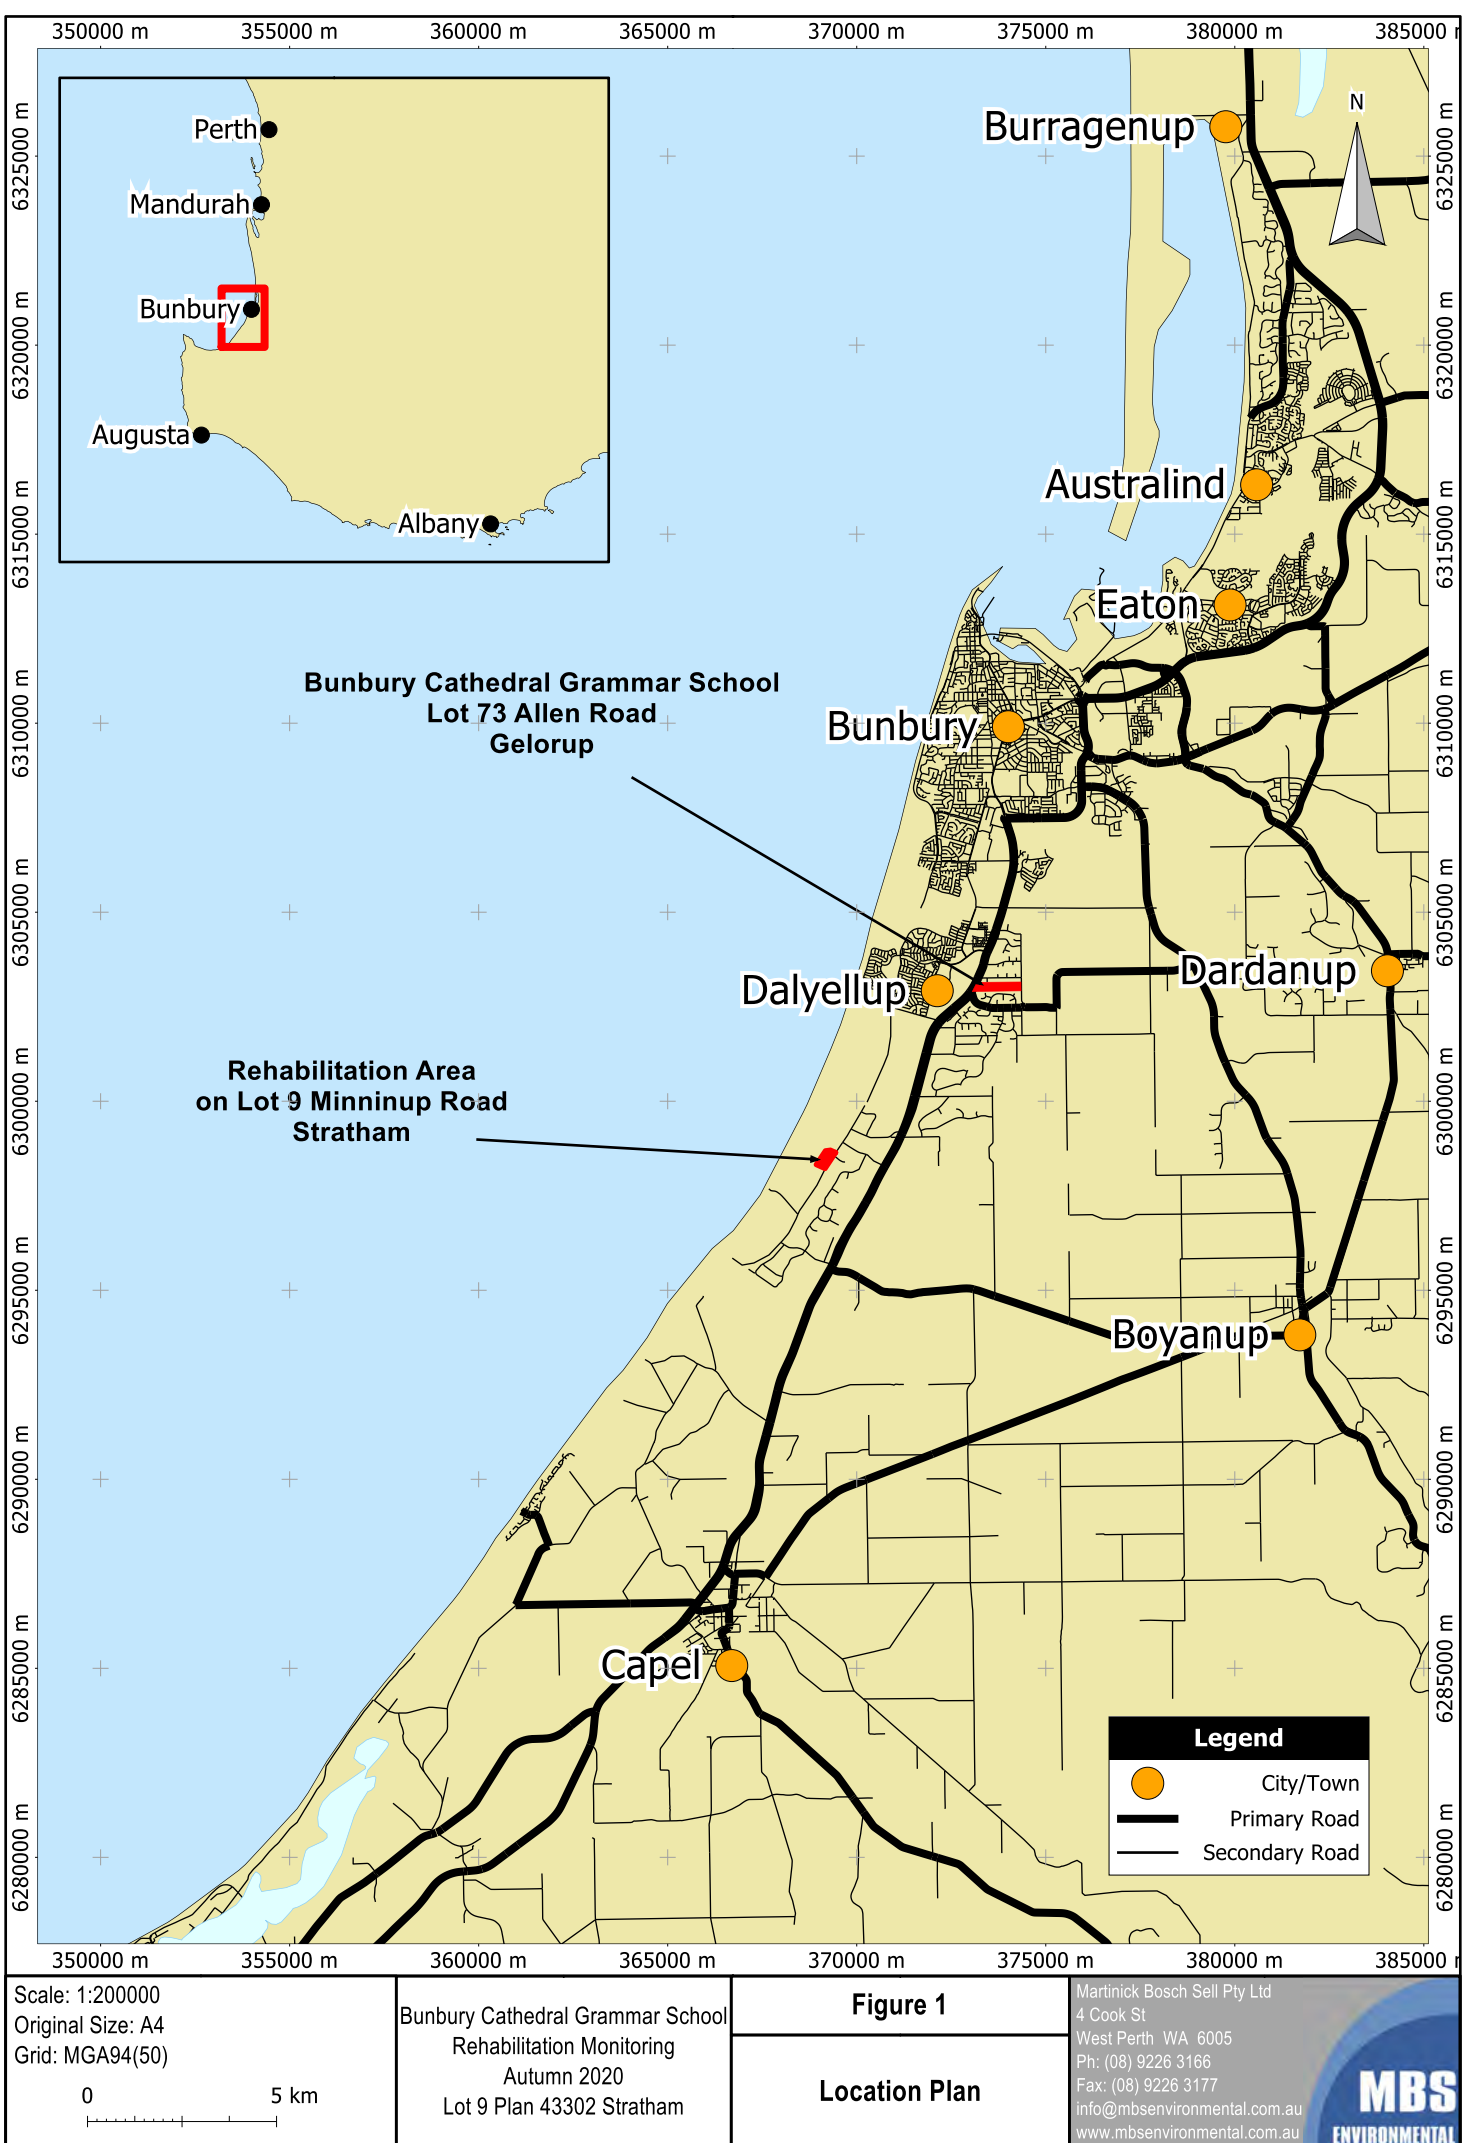 350000 m
355000 m
360000 m
365000 m
370000 m
375000 m
380000 m
385000 m
6325000 m
6320000 m
6315000 m
6310000 m
6305000 m
6300000 m
6295000 m
6290000 m
6285000 m
6280000 m
Perth
Mandurah
Bunbury
Augusta
Albany
N
Burragenup
Australind
Eaton
Bunbury Cathedral Grammar School
Lot 73 Allen Road
Gelorup
Bunbury
Dalyellup
Dardanup
Rehabilitation Area
on Lot 9 Minninup Road
Stratham
Boyanup
Capel
Legend
City/Town
Primary Road
Secondary Road
6325000 m
6320000 m
6315000 m
6310000 m
6305000 m
6300000 m
6295000 m
6290000 m
6285000 m
6280000 m
350000 m
355000 m
360000 m
365000 m
370000 m
375000 m
380000 m
385000 m
Scale: 1:200000
Original Size: A4
Grid: MGA94(50)
0 5 km
Bunbury Cathedral Grammar School
Rehabilitation Monitoring
Autumn 2020
Lot 9 Plan 43302 Stratham
Figure 1
Location Plan
Martinick Bosch Sell Pty Ltd
4 Cook St
West Perth WA 6005
Ph: (08) 9226 3166
Fax: (08) 9226 3177
info@mbsenvironmental.com.au
www.mbsenvironmental.com.au
MBS
ENVIRONMENTAL